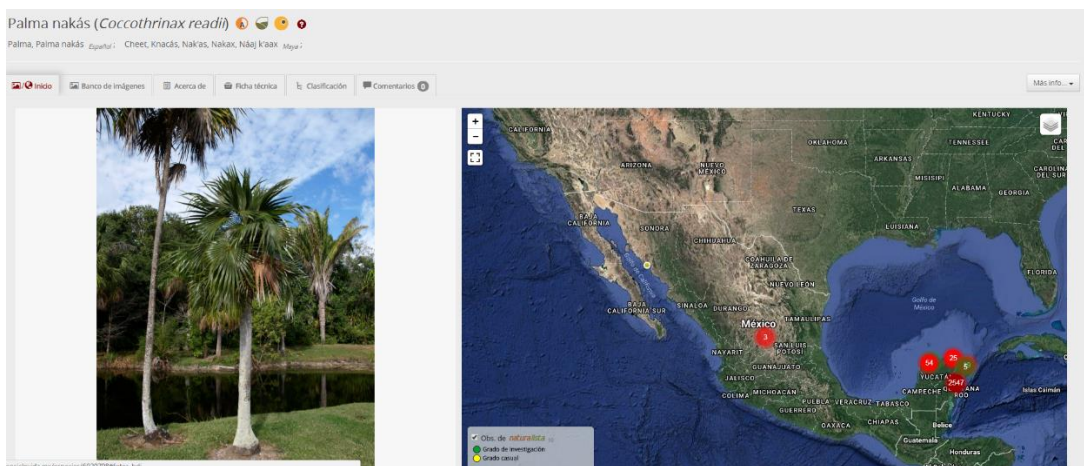 Palma nakás (Coccothrinax readii)
Palma, Palma nakás Español ; Cheet, Knacás, Nak'as, Nakax, Náaj k'aax Maya ;
Inicio Banco de imágenes Acerca de Ficha técnica Clasificación Comentarios 0 Más info...
+
−
KENTUCKY
CALIFORNIA
OKLAHOMA TENNESSEE
ARIZONA NUEVO MÉXICO ARKANSAS CAROLINA DEL SUR
MISISIPI
ALABAMA
GEORGIA
TEXAS
BAJA CALIFORNIA
SONORA
LUISIANA
CHIHUAHUA
COAHUILA DE ZARAGOZA
FLORIDA
Golfo de California
NUEVO LEÓN
BAJA CALIFORNIA SUR
SINALOA DURANGO
Golfo de México
México
TAMAULIPAS
3
SAN LUIS POTOSÍ
NAYARIT
GUANAJUATO
54 25 5
JALISCO
2547
COLIMA MICHOACÁN
CAMPECHE
Islas Caimán
PUEBLA VERACRUZ TABASCO
GUERRERO
OAXACA CHIAPAS Belice
Guatemala
Honduras
Obs. de naturalista
Grado de investigación
Grado casual